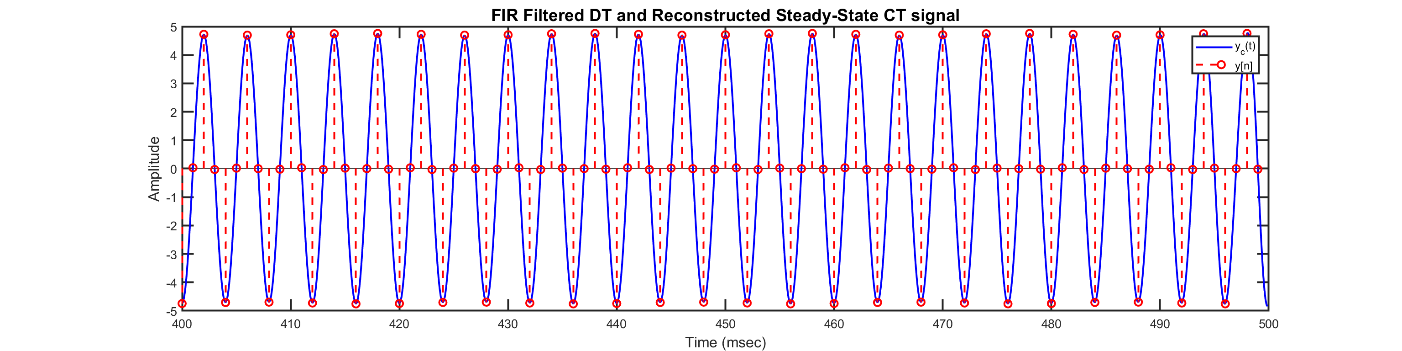 FIR Filtered DT and Reconstructed Steady-State CT signal
5
4
3
2
1
0
-1
-2
-3
-4
-5
Amplitude
y_c(t)
y[n]
400 410 420 430 440 450 460 470 480 490 500
Time (msec)